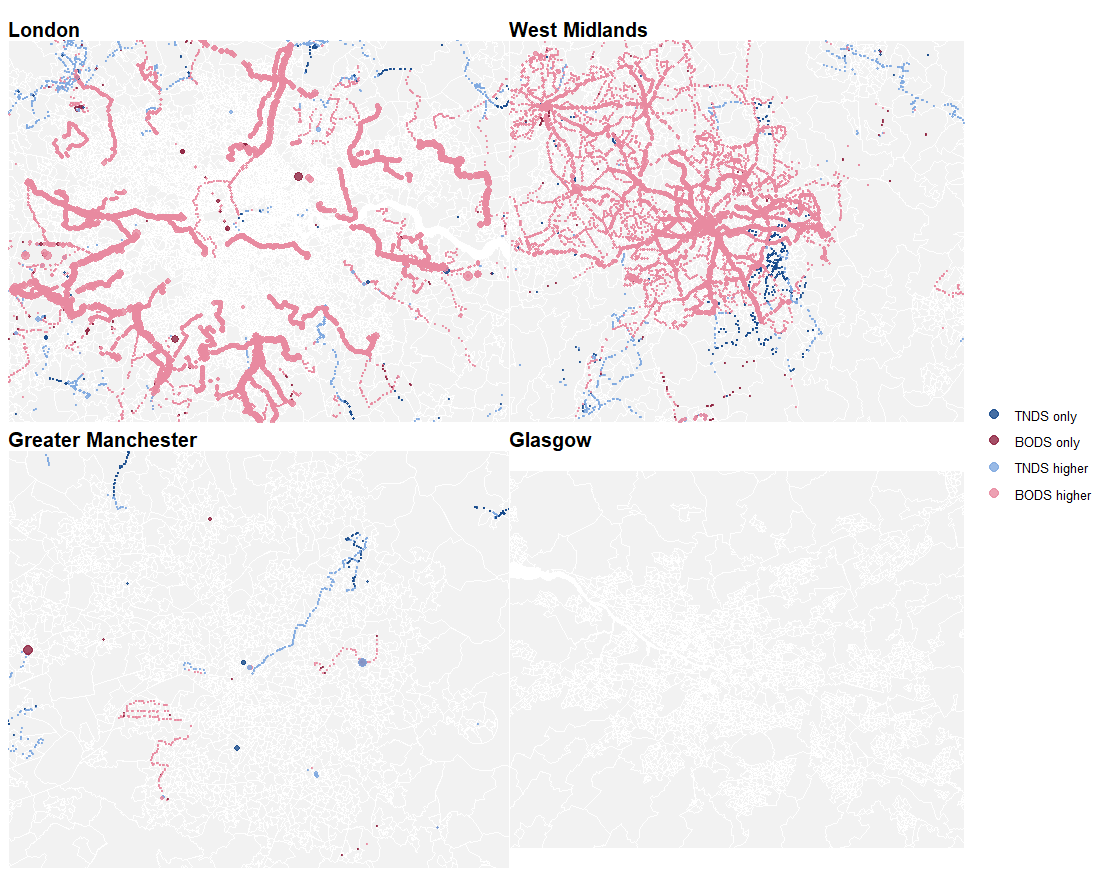 London
West Midlands
Greater Manchester
Glasgow
TNDS only
BODS only
TNDS higher
BODS higher